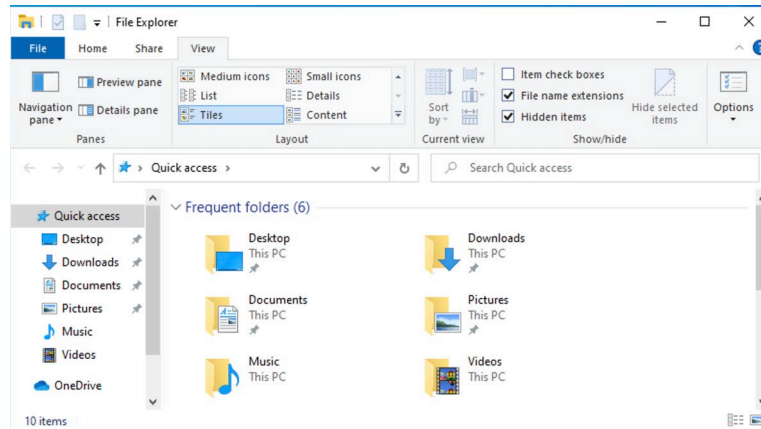 File Explorer
File Home Share View
Navigation pane
Preview pane
Details pane
Panes
Medium icons Small icons
List Details
Tiles Content
Layout
Sort by
Current view
Item check boxes
File name extensions
Hidden items
Hide selected items
Show/hide
Options
Quick access
Search Quick access
Quick access
Desktop
Downloads
Documents
Pictures
Music
Videos
OneDrive
Frequent folders (6)
Desktop
This PC
Downloads
This PC
Documents
This PC
Pictures
This PC
Music
This PC
Videos
This PC
10 items